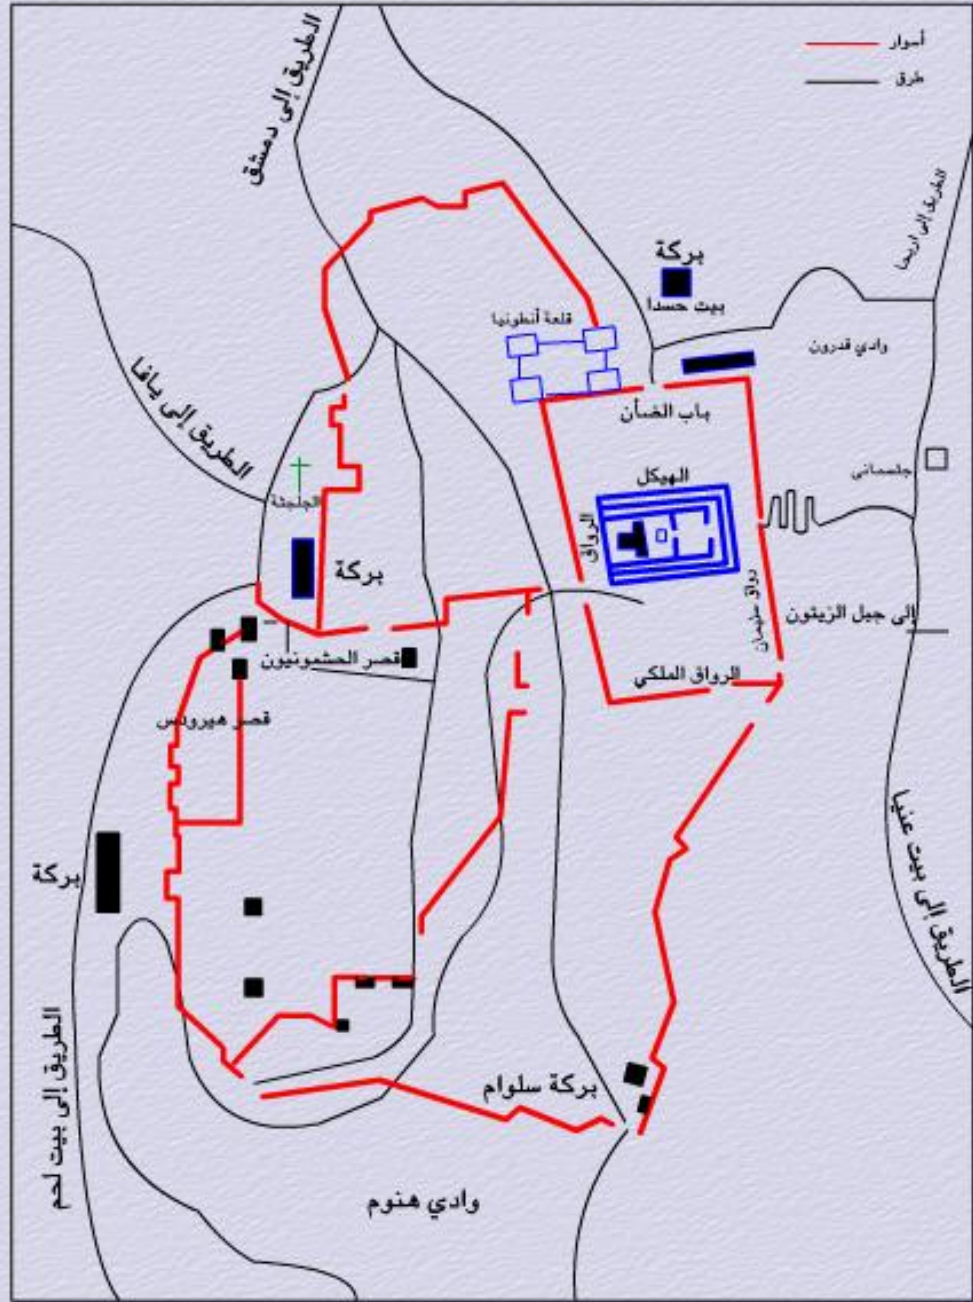 أسوار
طرق
الطريق إلى دمشق
الطريق إلى اريحا
بركة
بيت حسدا
قلعة أنطونيا
وادي قدرون
الطريق إلى يافا
باب الضأن
جلسمانى
الهيكل
الجلجثة
الرواق
بركة
رواق سليمان
إلى جبل الزيتون
قصر الحشمونيون
الرواق الملكي
قصر هيرودس
بركة
الطريق إلى بيت عنيا
الطريق إلى بيت لحم
بركة سلوام
وادي هنوم